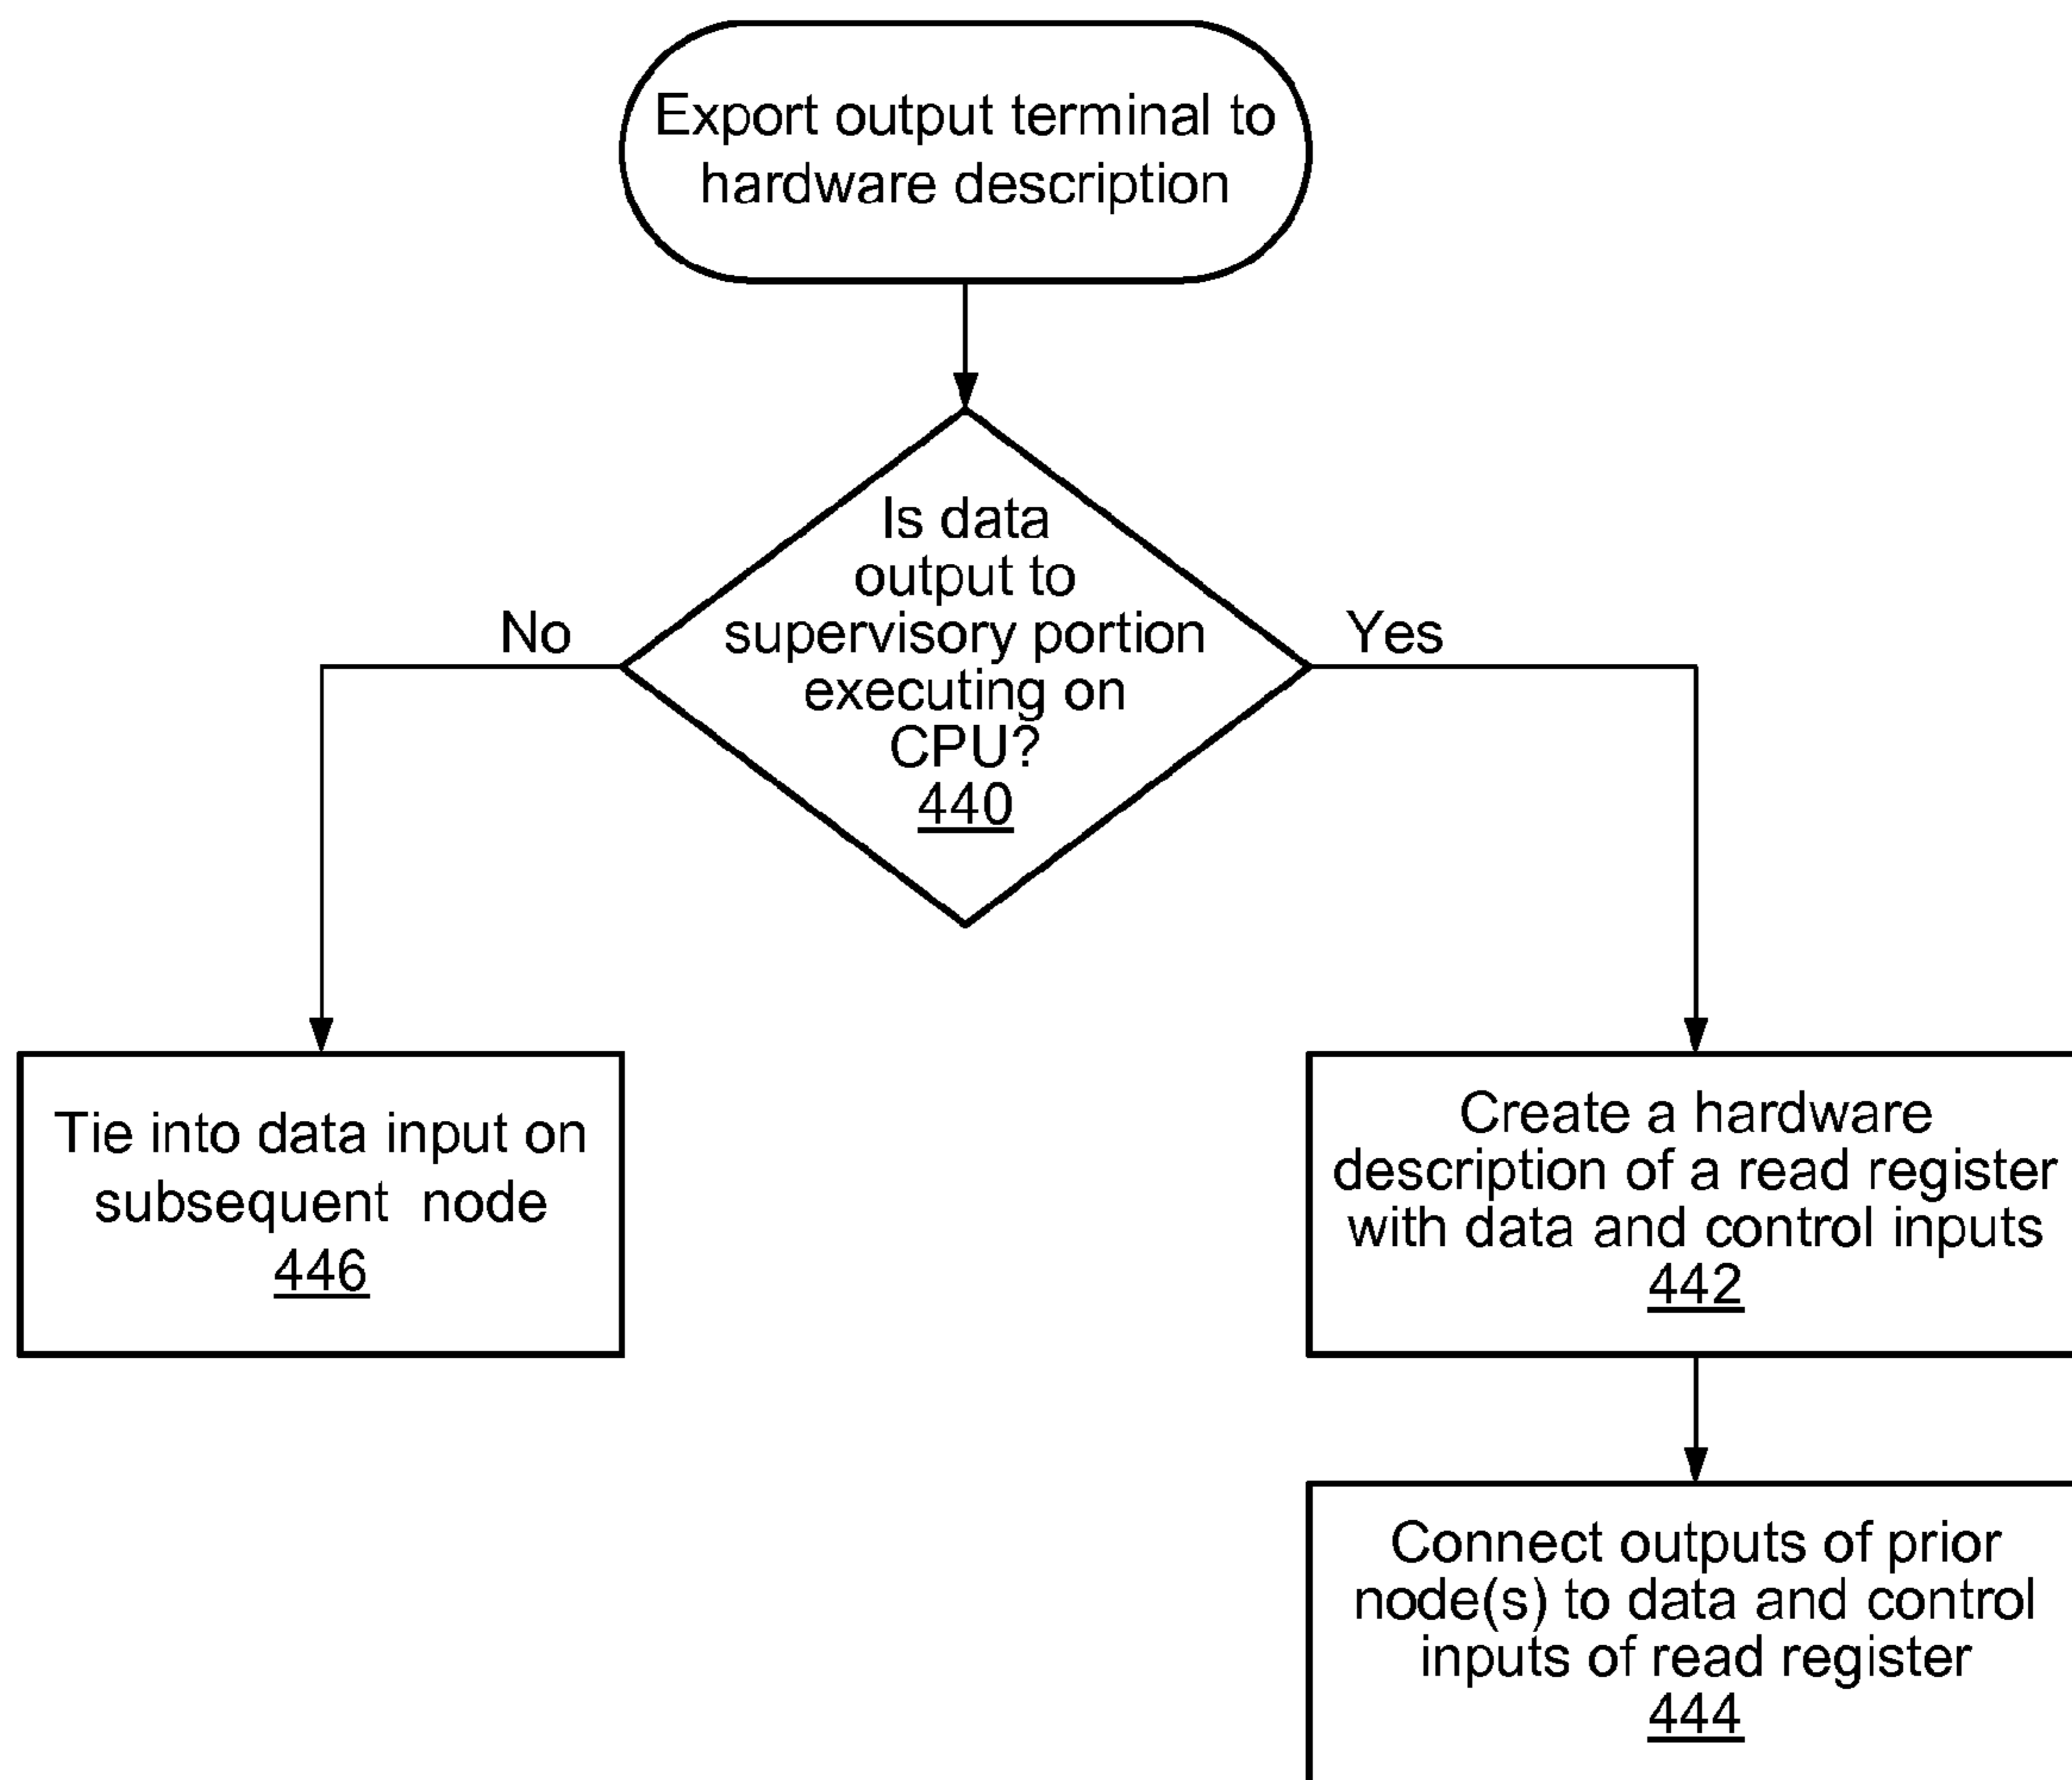 Export output terminal to
hardware description
Is data
output to
supervisory portion
executing on
CPU?
440
No
Yes
Tie into data input on
subsequent node
446
Create a hardware
description of a read register
with data and control inputs
442
Connect outputs of prior
node(s) to data and control
inputs of read register
444